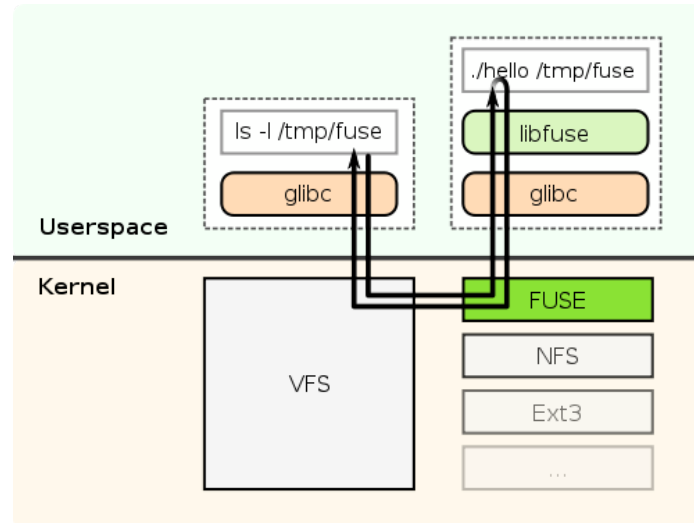 ./hello /tmp/fuse
ls -l /tmp/fuse
libfuse
glibc
glibc
Userspace
Kernel
FUSE
VFS
NFS
Ext3
...